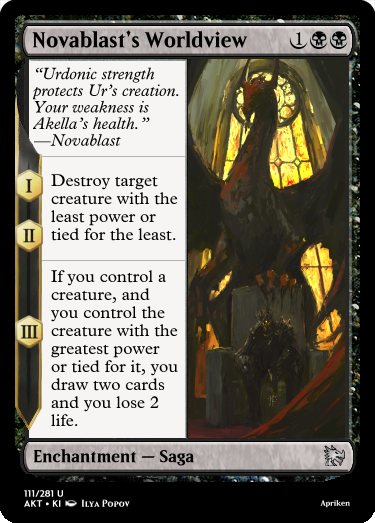 Novablast's Worldview 1
“Urdonic strength
protects Ur's creation.
Your weakness is
Akella's health.”
—Novablast
I
II
Destroy target
creature with the
least power or
tied for the least.
III
If you control a
creature, and
you control the
creature with the
greatest power
or tied for it, you
draw two cards
and you lose 2
life.
Enchantment — Saga
111/281 U
AKT • KI Ilya Popov
Apriken